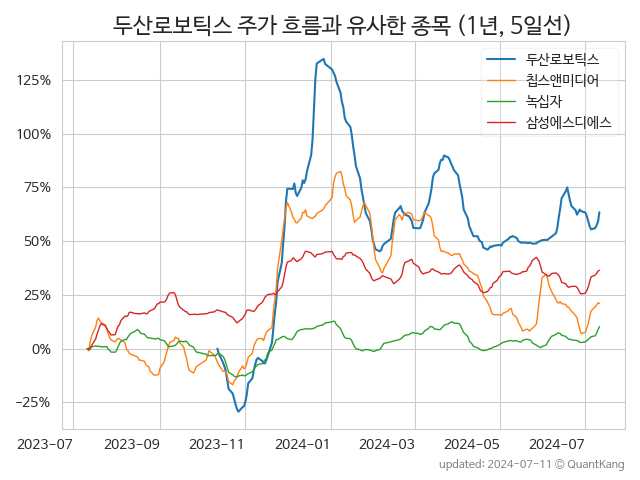 두산로보틱스 주가 흐름과 유사한 종목 (1년, 5일선)
두산로보틱스
칩스앤미디어
녹십자
삼성에스디에스
125%
100%
75%
50%
25%
0%
−25%
2023-07 2023-09 2023-11 2024-01 2024-03 2024-05 2024-07
updated: 2024-07-11 © QuantKang